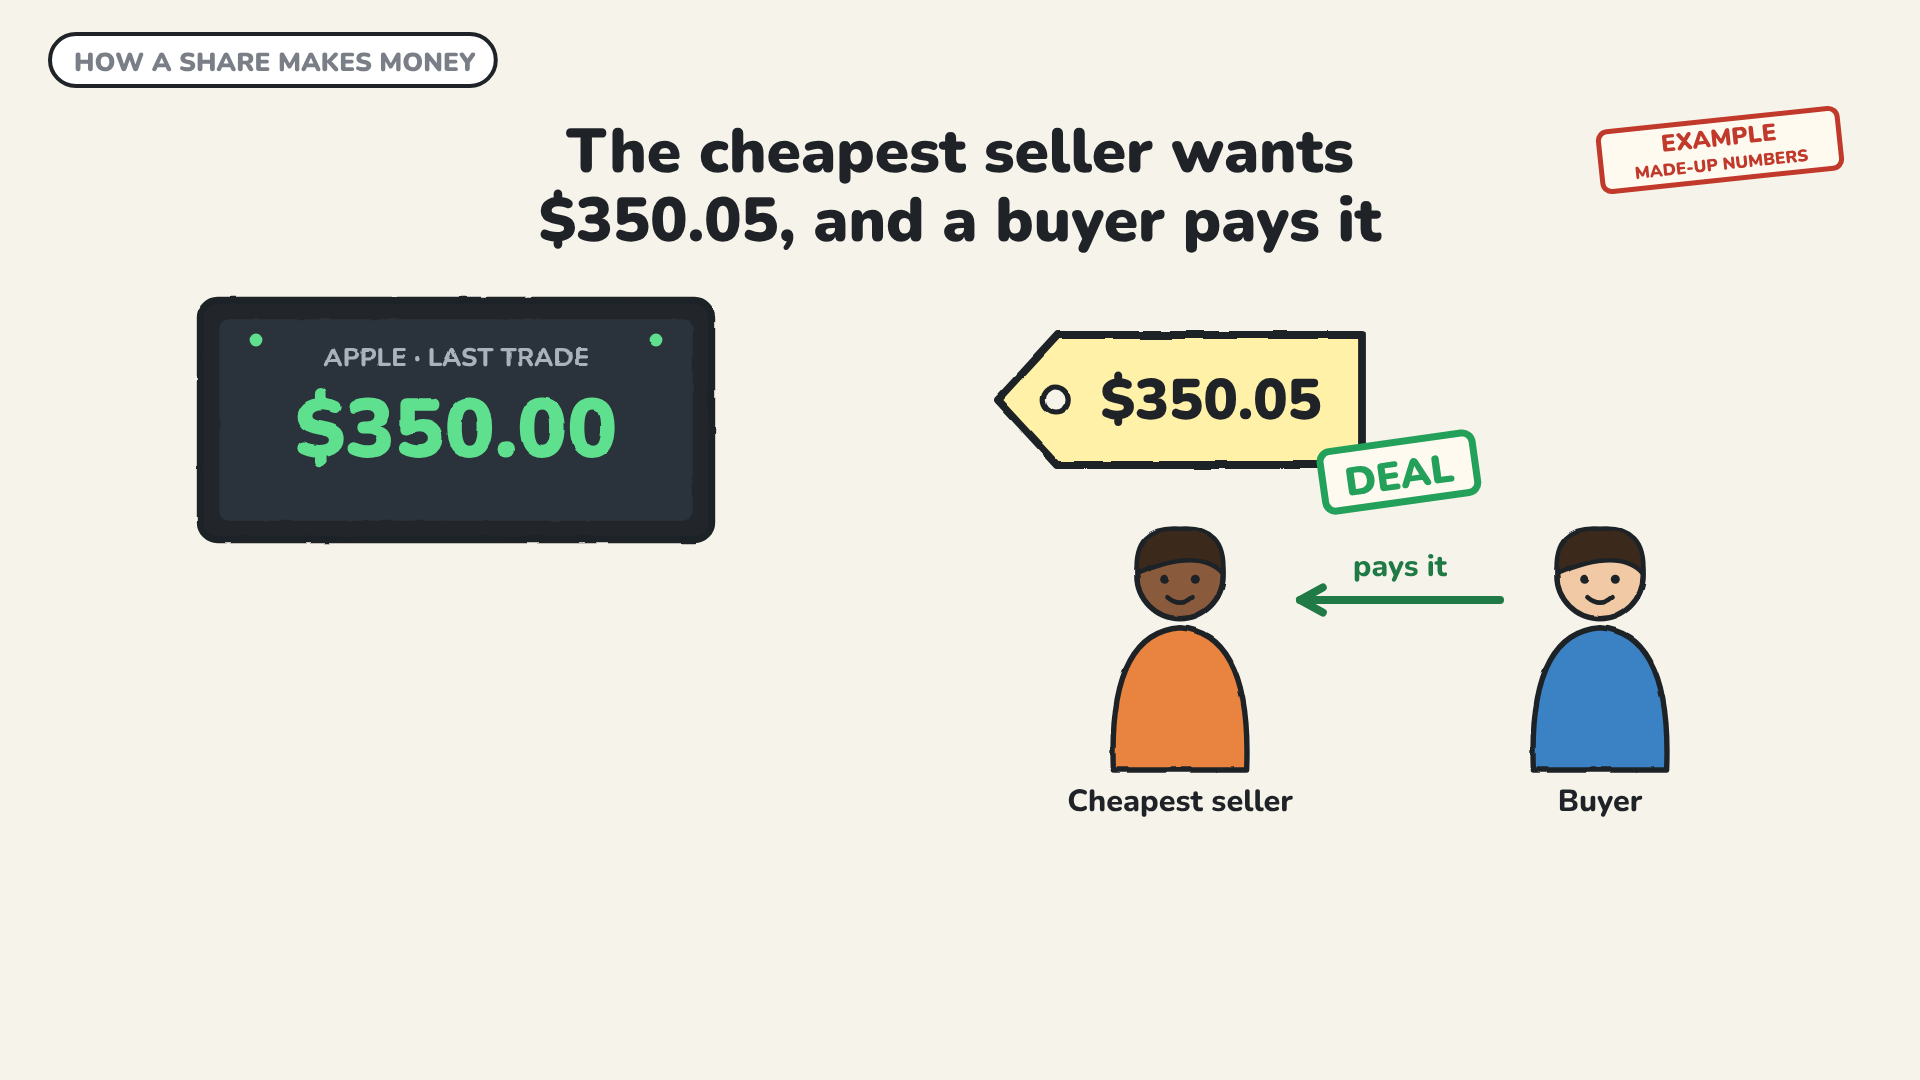 HOW A SHARE MAKES MONEY
The cheapest seller wants
$350.05, and a buyer pays it
EXAMPLE
MADE-UP NUMBERS
APPLE · LAST TRADE
$350.00
$350.05
DEAL
pays it
Cheapest seller
Buyer